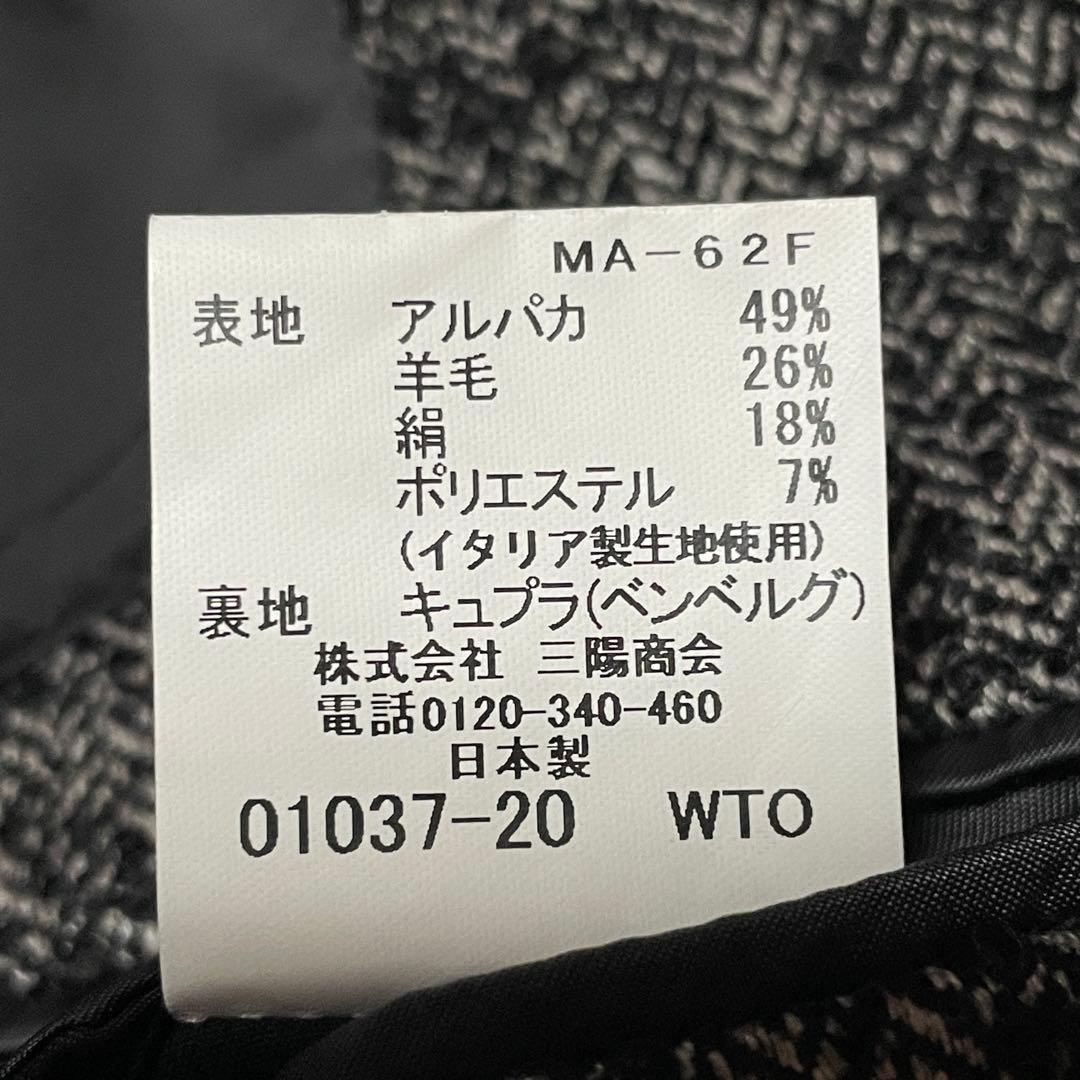 MA-62F
表地 アルパカ 49%
羊毛 26%
絹 18%
ポリエステル 7%
(イタリア製生地使用)
裏地 キュプラ(ベンベルグ)
株式会社 三陽商会
電話0120-340-460
日本製
01037-20 WTO